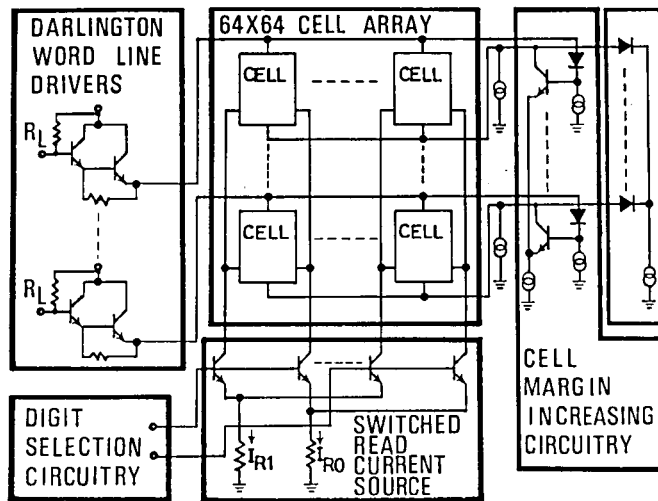 DARLINGTON
WORD LINE
DRIVERS
64X64 CELL ARRAY
CELL
CELL
RL
CELL
CELL
RL
DIGIT
SELECTION
CIRCUITRY
IR1
IR0
SWITCHED
READ
CURRENT
SOURCE
CELL
MARGIN
INCREASING
CIRCUITRY